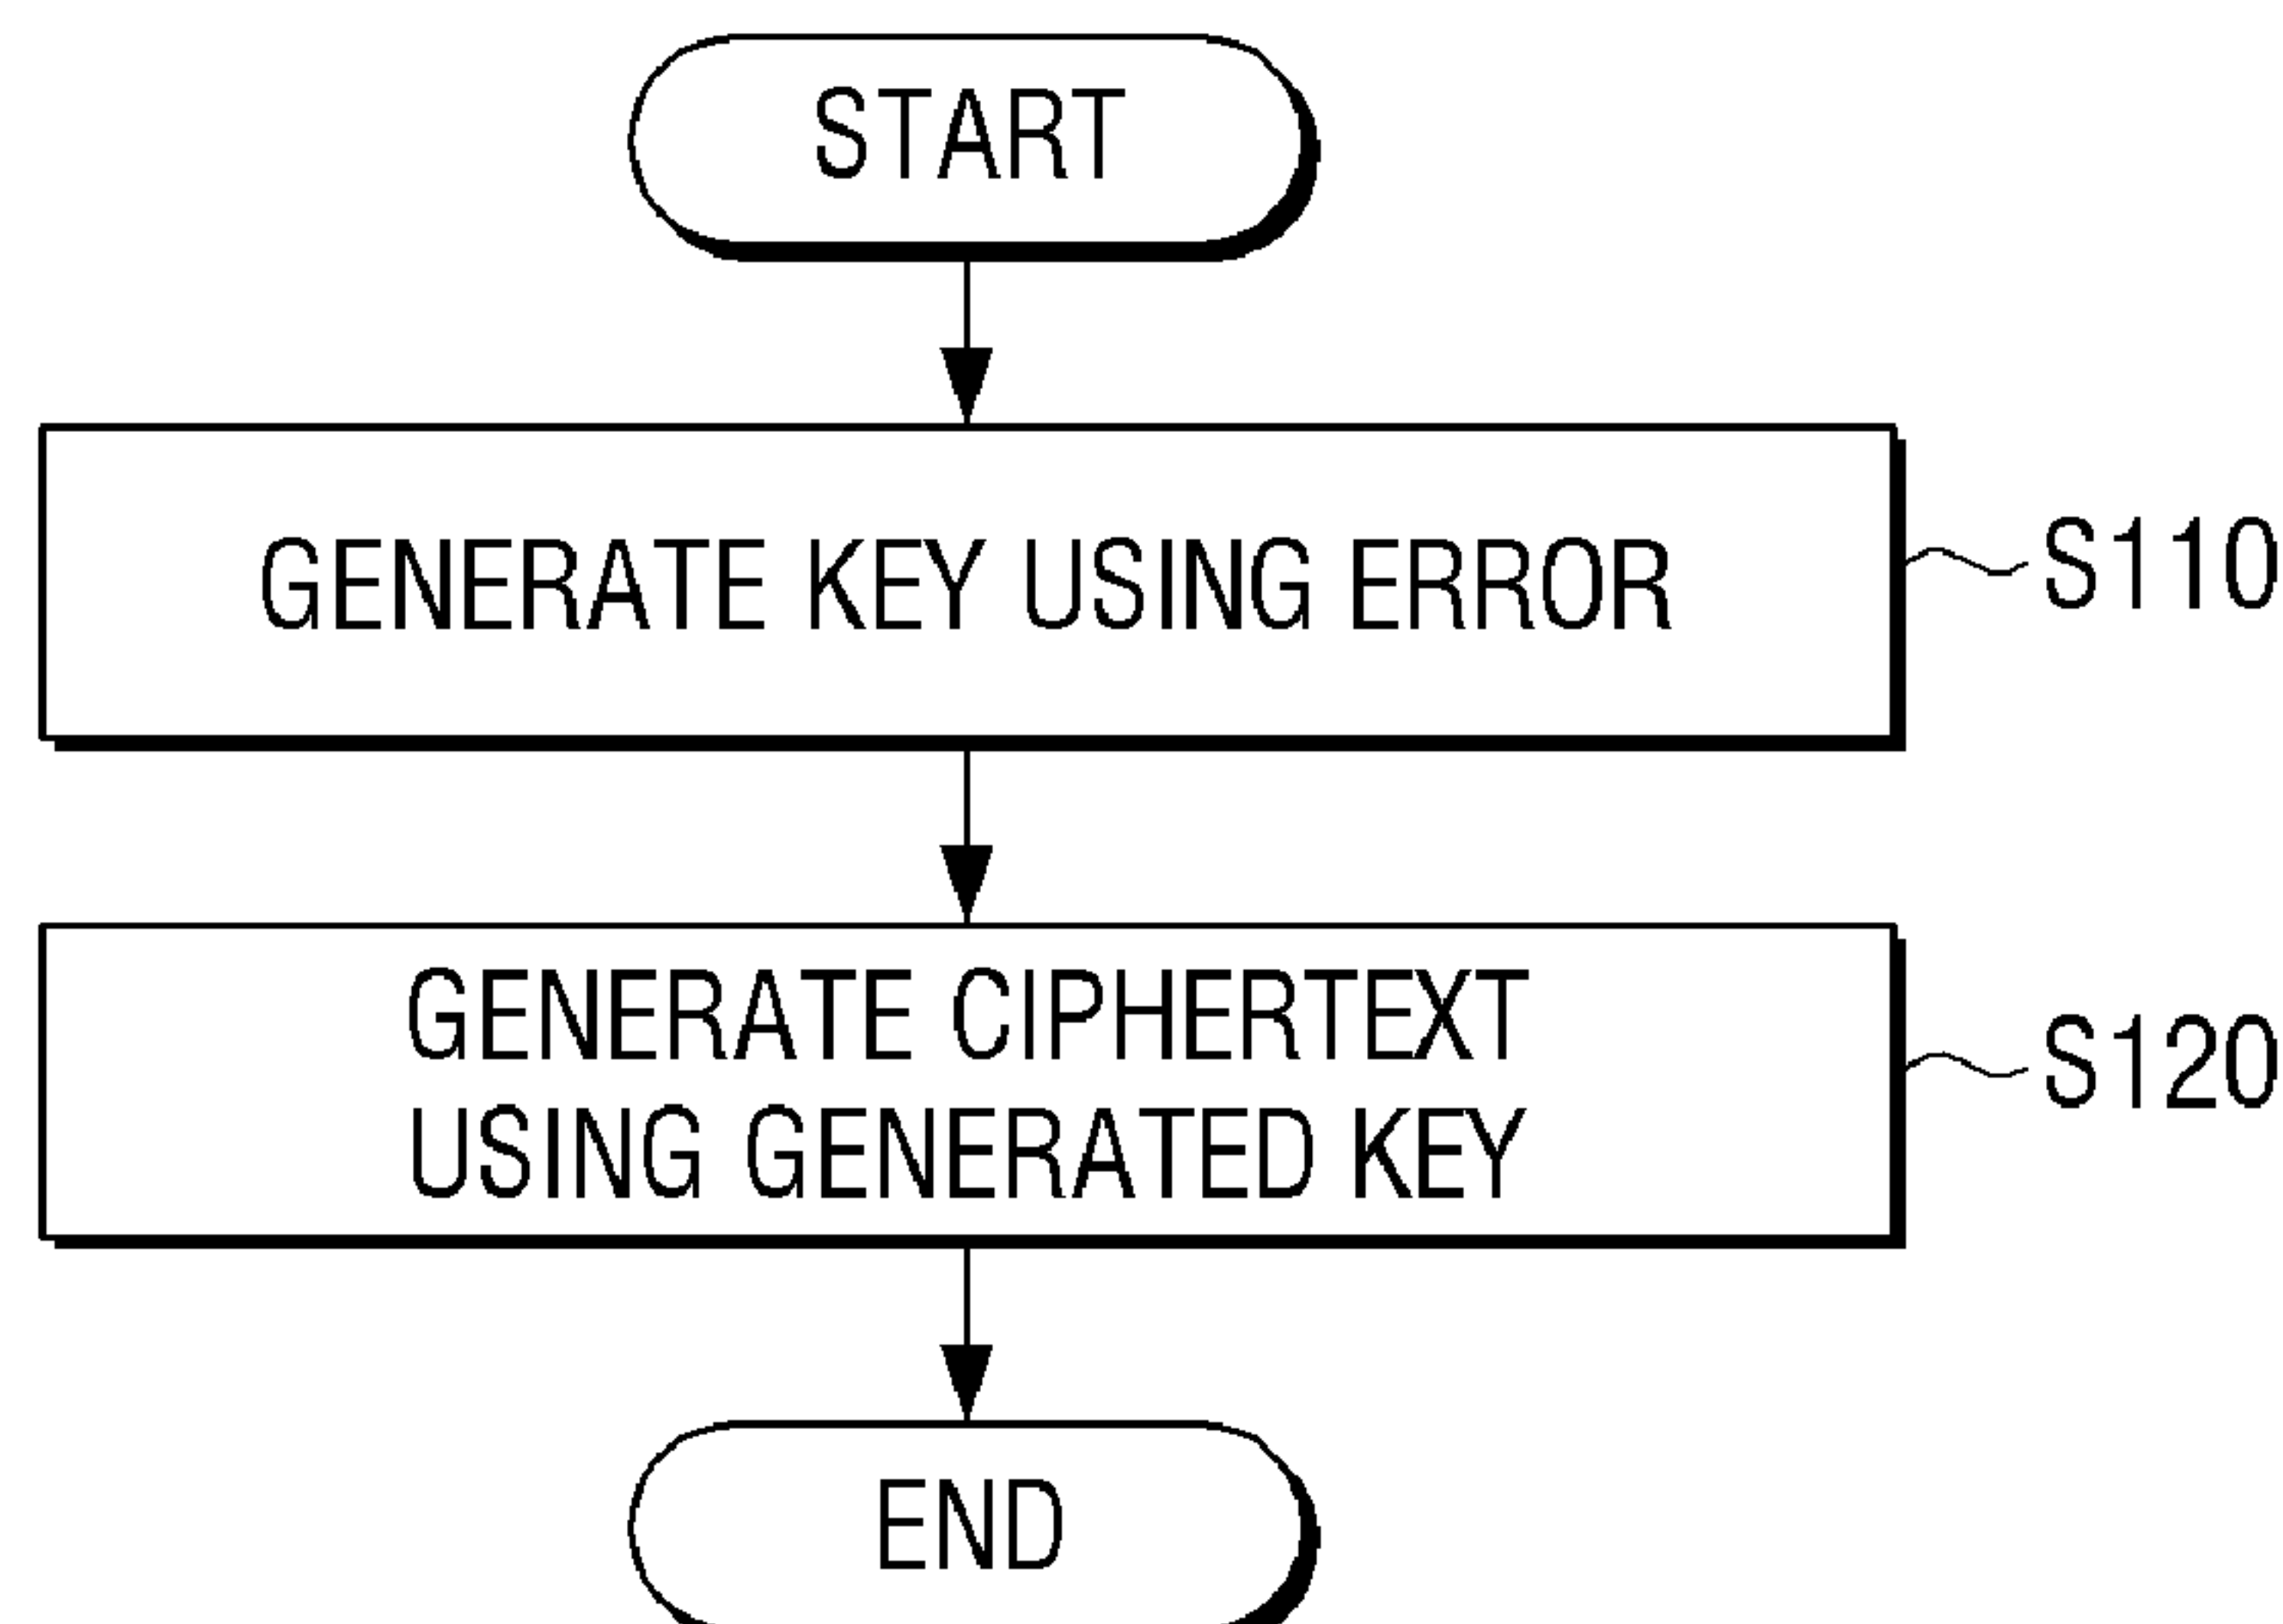 START
GENERATE KEY USING ERROR
S110
GENERATE CIPHERTEXT
USING GENERATED KEY
S120
END